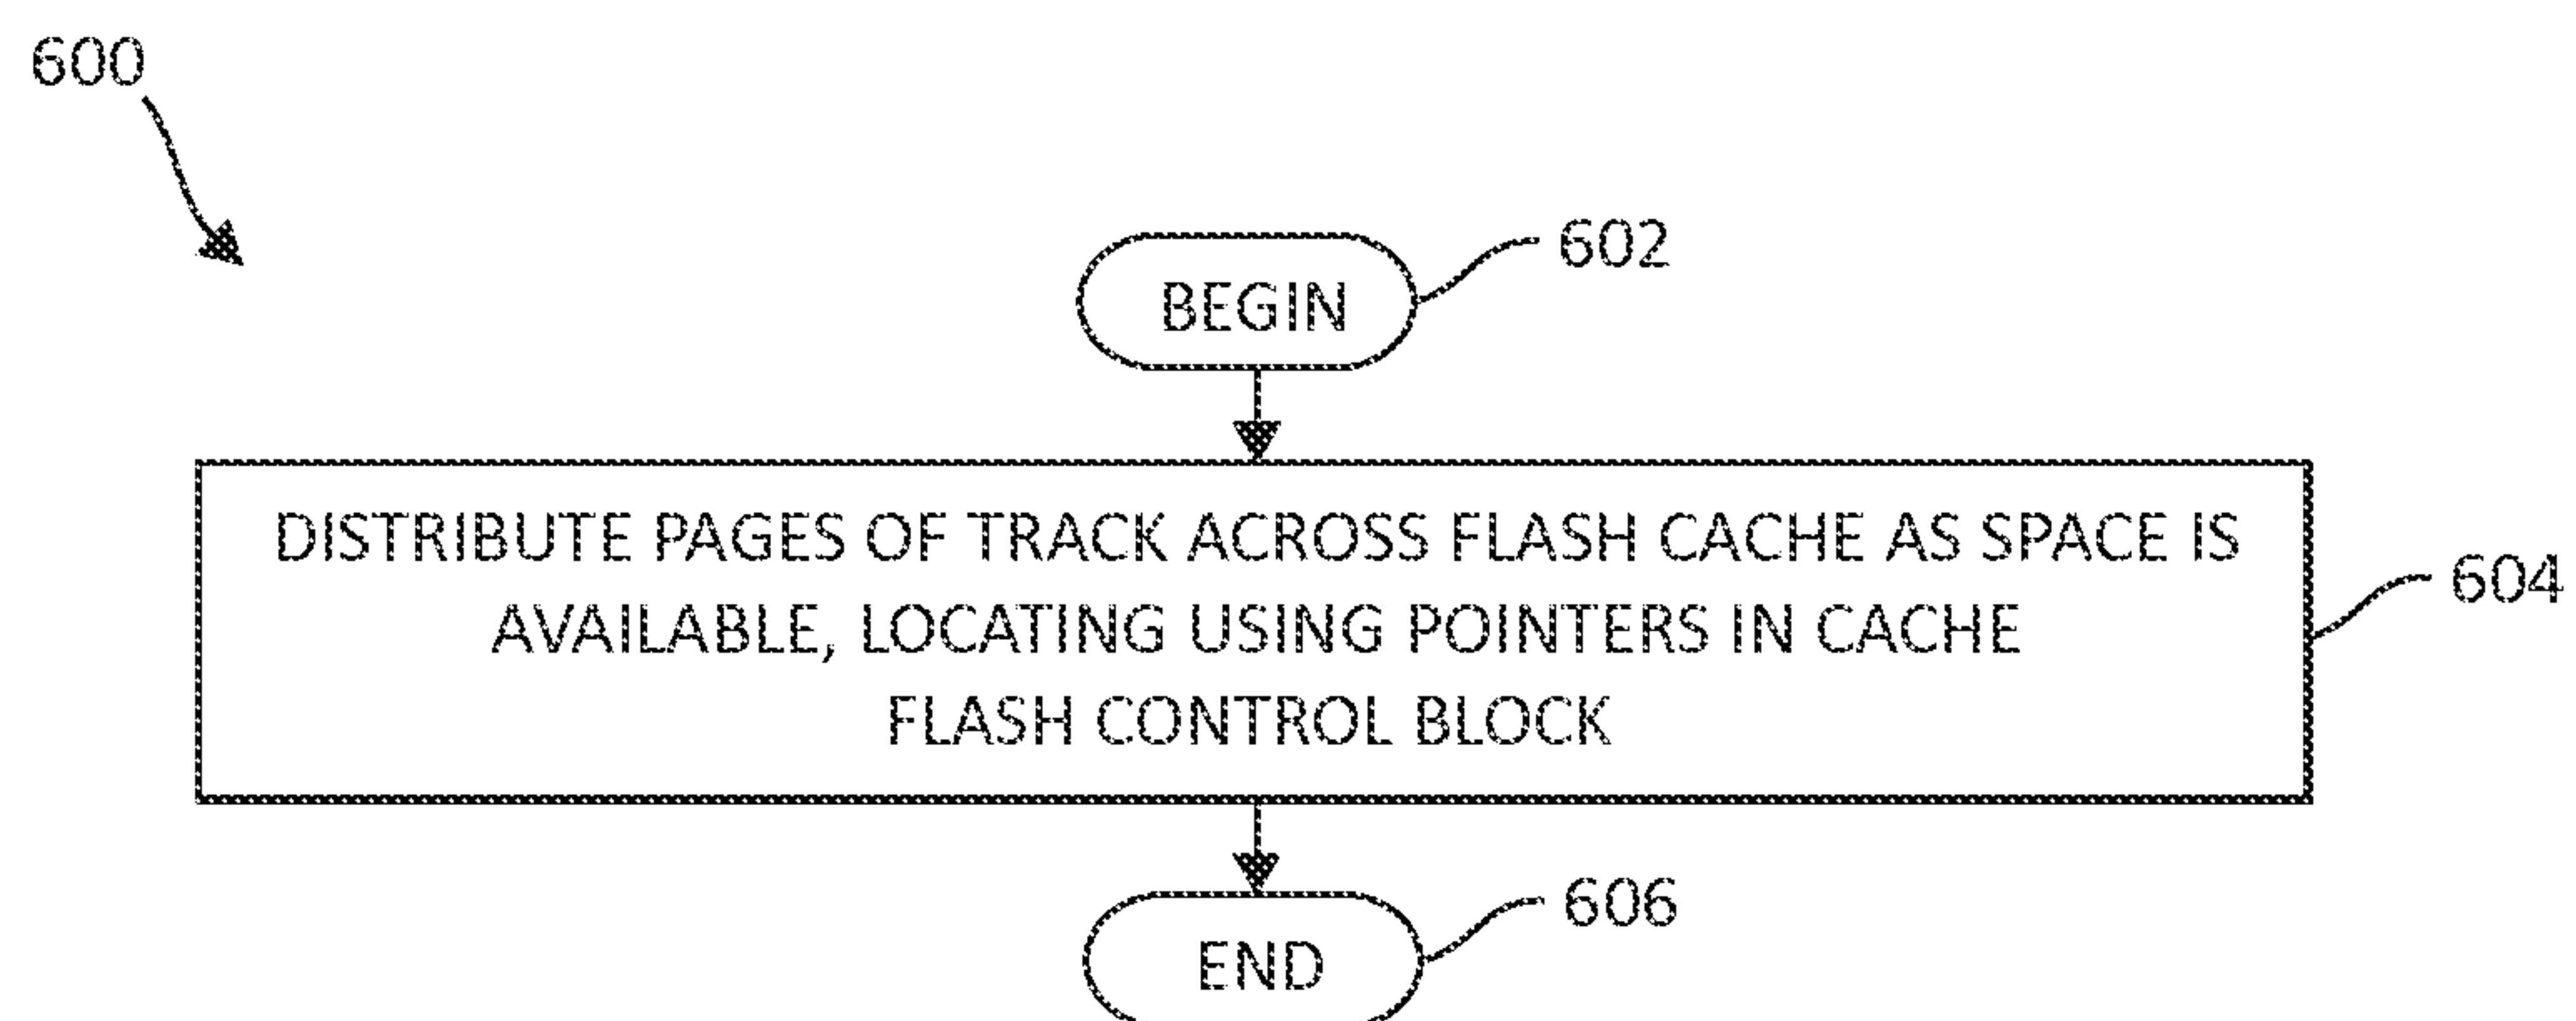 600
602
BEGIN
DISTRIBUTE PAGES OF TRACK ACROSS FLASH CACHE AS SPACE IS
604
AVAILABLE, LOCATING USING POINTERS IN CACHE
FLASH CONTROL BLOCK
606
END